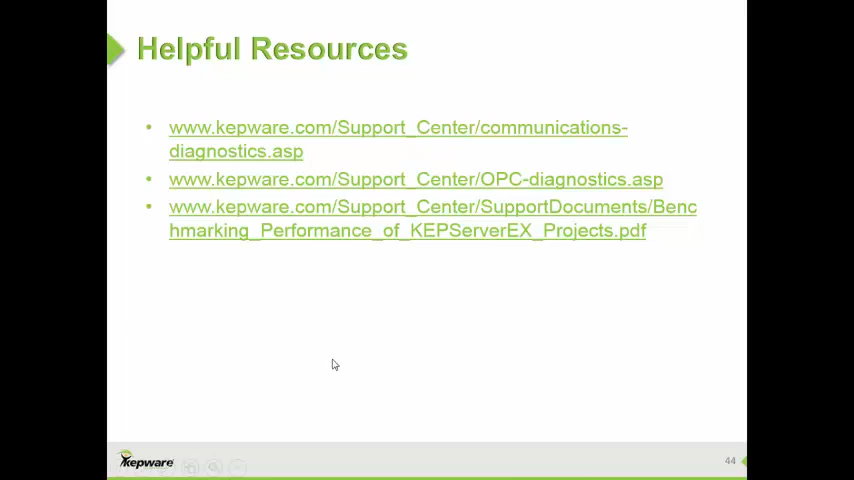 Helpful Resources
• www.kepware.com/Support_Center/communications-
diagnostics.asp
• www.kepware.com/Support_Center/OPC-diagnostics.asp
• www.kepware.com/Support_Center/SupportDocuments/Benc
hmarking_Performance_of_KEPServerEX_Projects.pdf
kepware
44